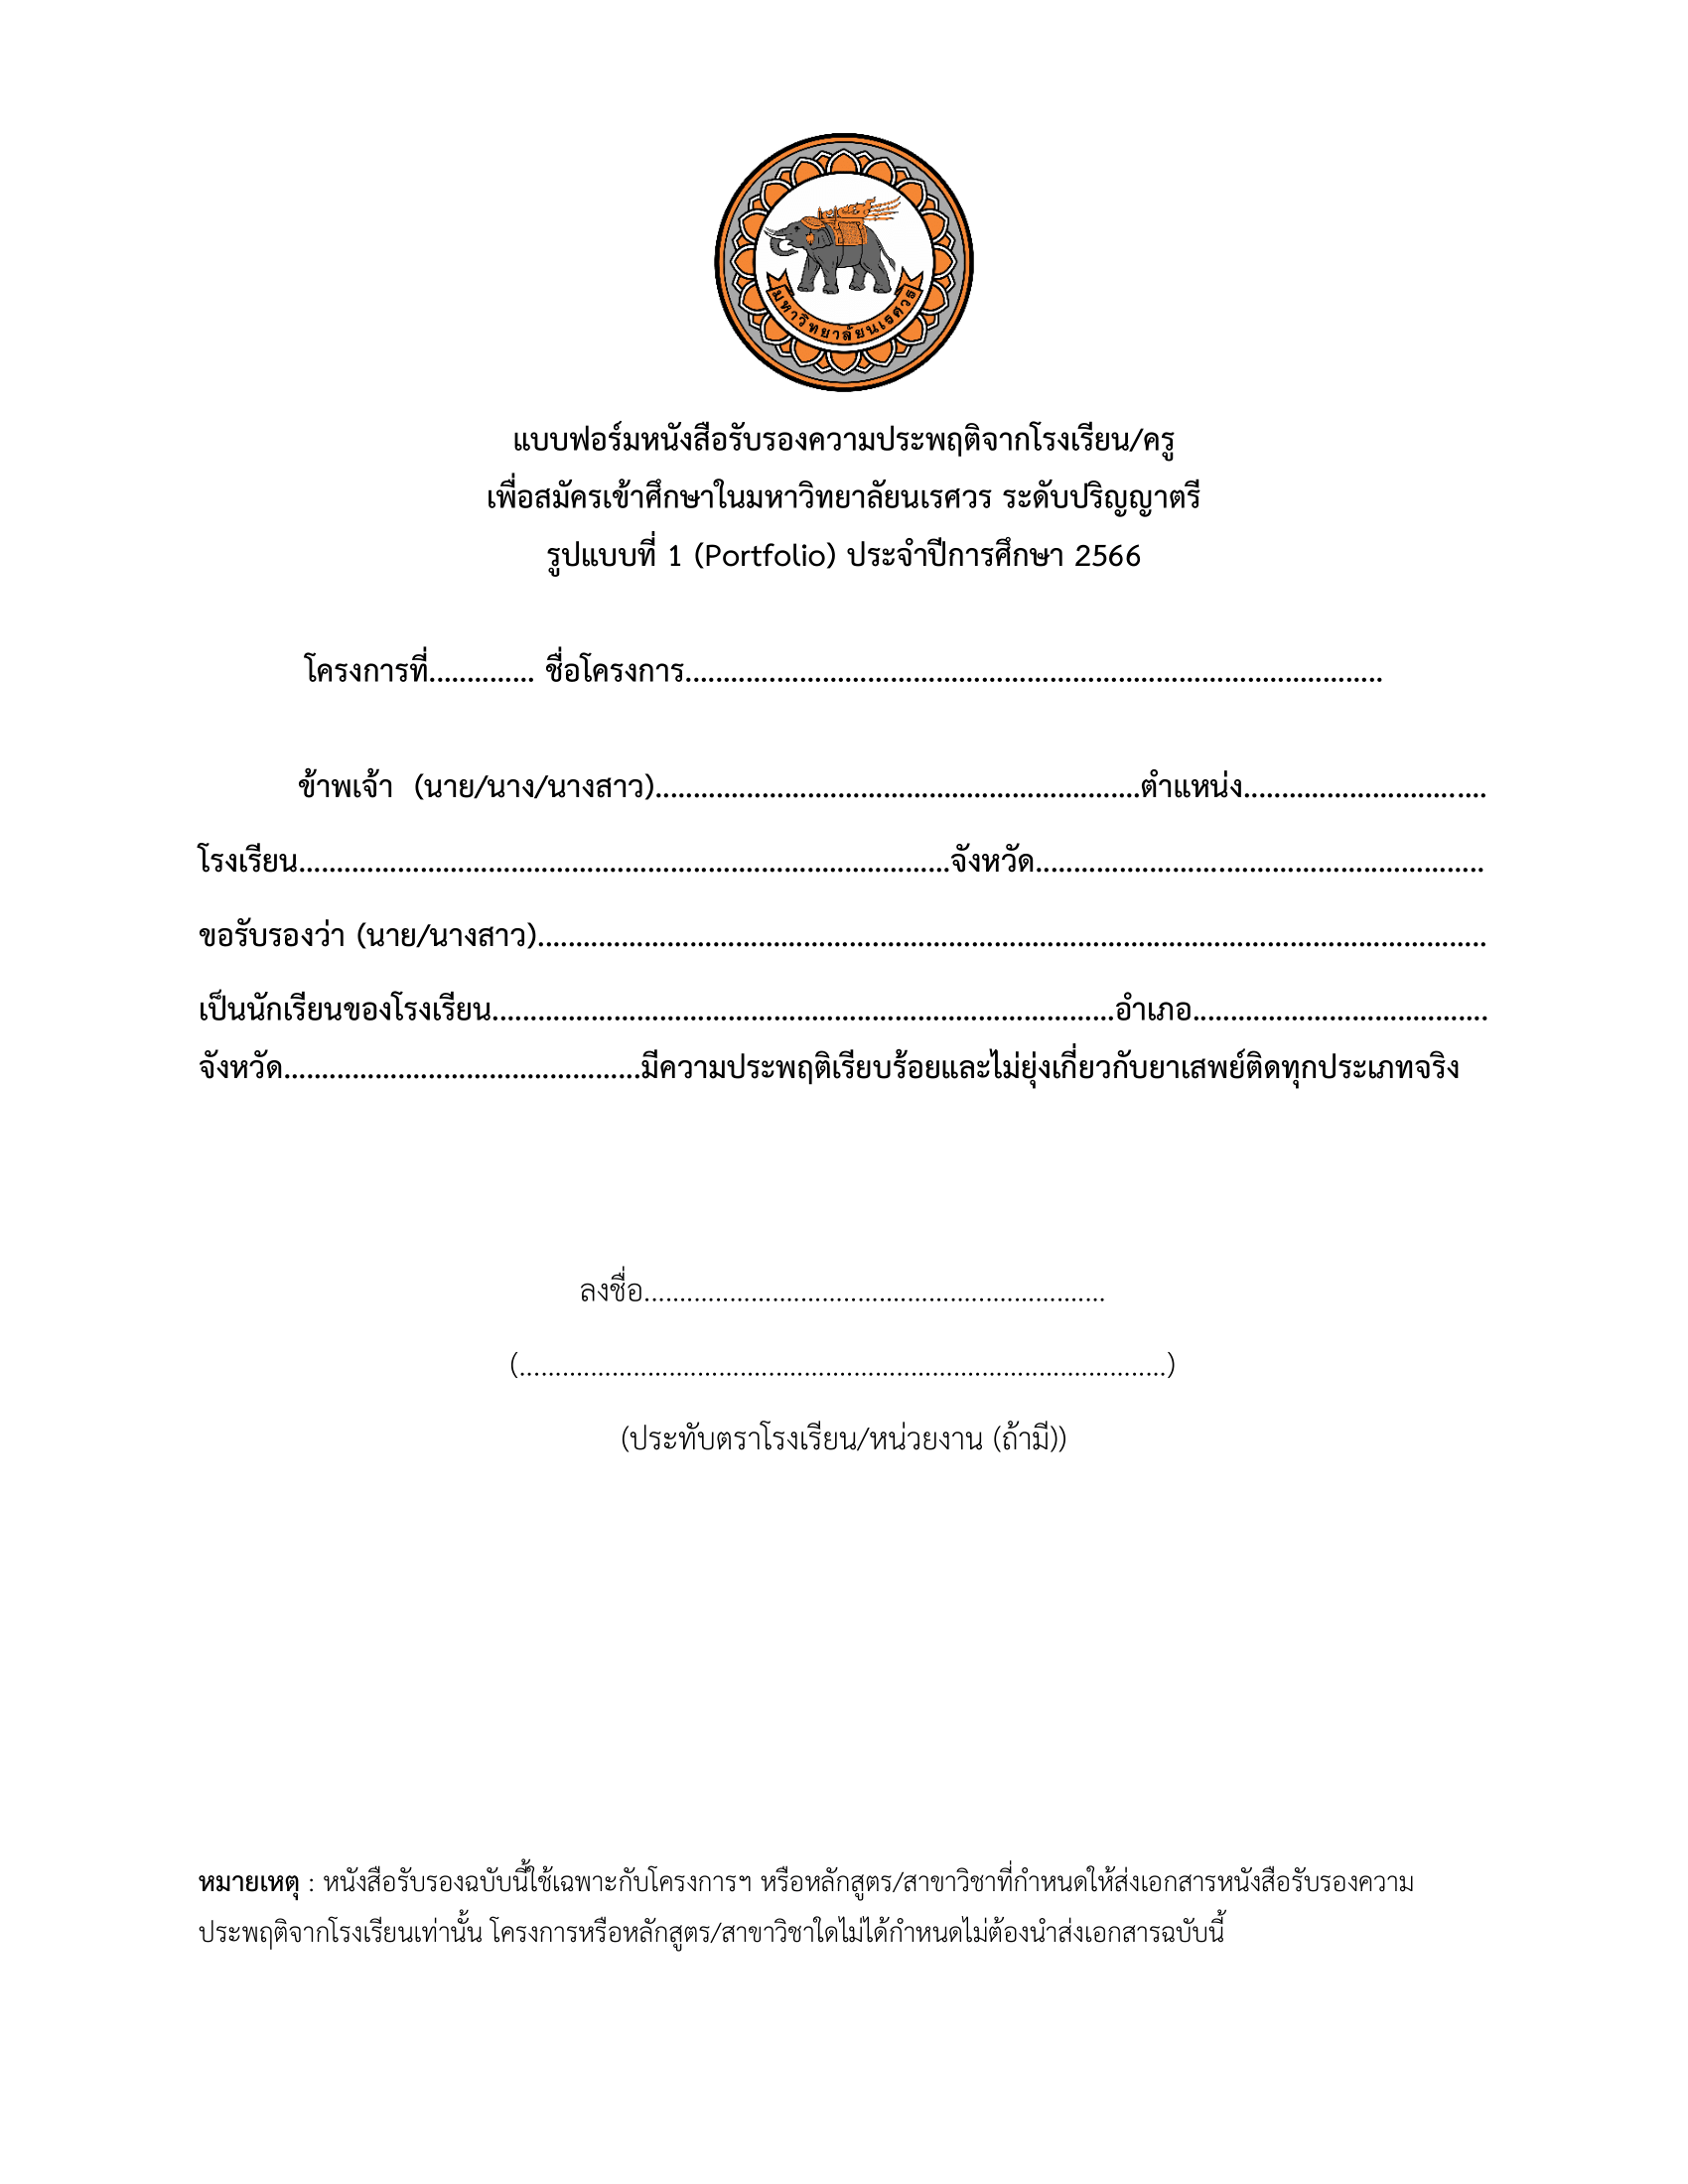 มหาวิทยาลัยนเรศวร
แบบฟอร์มหนังสือรับรองความประพฤติจากโรงเรียน/ครู
เพื่อสมัครเข้าศึกษาในมหาวิทยาลัยนเรศวร ระดับปริญญาตรี
รูปแบบที่ 1 (Portfolio) ประจำปีการศึกษา 2566
โครงการที่.............. ชื่อโครงการ............................................................................................
ข้าพเจ้า (นาย/นาง/นางสาว)................................................................ตำแหน่ง................................
โรงเรียน......................................................................................จังหวัด...........................................................
ขอรับรองว่า (นาย/นางสาว).............................................................................................................................
เป็นนักเรียนของโรงเรียน..................................................................................อำเภอ.......................................
จังหวัด...............................................มีความประพฤติเรียบร้อยและไม่ยุ่งเกี่ยวกับยาเสพย์ติดทุกประเภทจริง
ลงชื่อ.................................................................
(...........................................................................................)
(ประทับตราโรงเรียน/หน่วยงาน (ถ้ามี))
หมายเหตุ : หนังสือรับรองฉบับนี้ใช้เฉพาะกับโครงการฯ หรือหลักสูตร/สาขาวิชาที่กำหนดให้ส่งเอกสารหนังสือรับรองความ
ประพฤติจากโรงเรียนเท่านั้น โครงการหรือหลักสูตร/สาขาวิชาใดไม่ได้กำหนดไม่ต้องนำส่งเอกสารฉบับนี้